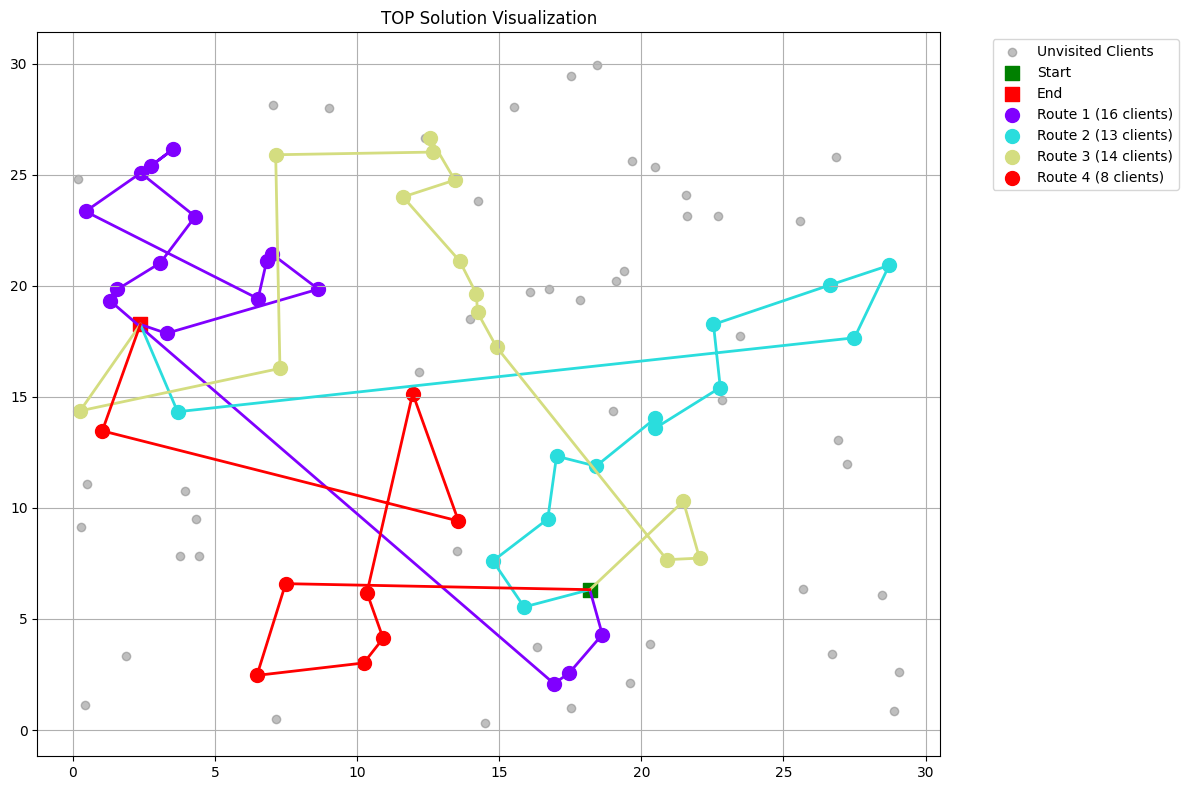 TOP Solution Visualization
Unvisited Clients
Start
End
Route 1 (16 clients)
Route 2 (13 clients)
Route 3 (14 clients)
Route 4 (8 clients)
30
25
20
15
10
5
0
0 5 10 15 20 25 30